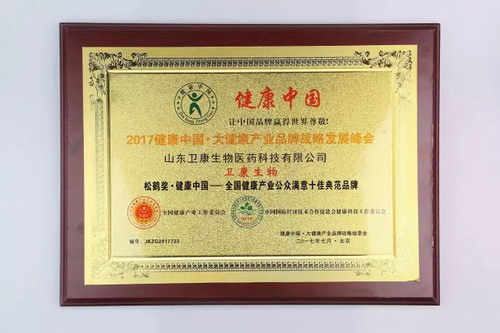 健康中国
健康中国
让中国品牌赢得世界尊敬!
2017健康中国·大健康产业品牌战略发展峰会
山东卫康生物医药科技有限公司
卫康生物
松鹤奖·健康中国——全国健康产业公众满意十佳典范品牌
全国健康产业工作委员会
中国国际经济技术合作促进会健康科技工作委员会
编号:JKZG2017723
健康中国·大健康产业品牌战略组委会
二〇一七年七月·北京